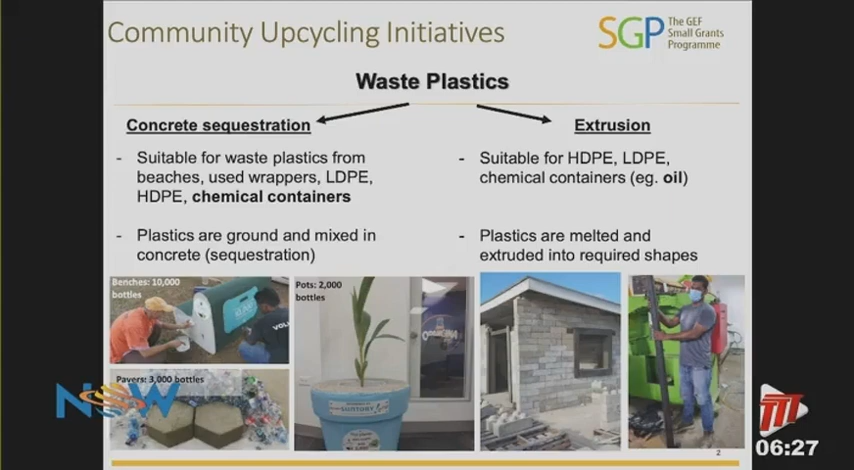 Community Upcycling Initiatives
SGP The GEF
Small Grants
Programme
Waste Plastics
Concrete sequestration
- Suitable for waste plastics from
beaches, used wrappers, LDPE,
HDPE, chemical containers
- Plastics are ground and mixed in
concrete (sequestration)
Extrusion
- Suitable for HDPE, LDPE,
chemical containers (eg. oil)
- Plastics are melted and
extruded into required shapes
Benches: 10,000
bottles
Pots: 2,000
bottles
Pavers: 3,000 bottles
SUNTORY
2
NOW
06:27